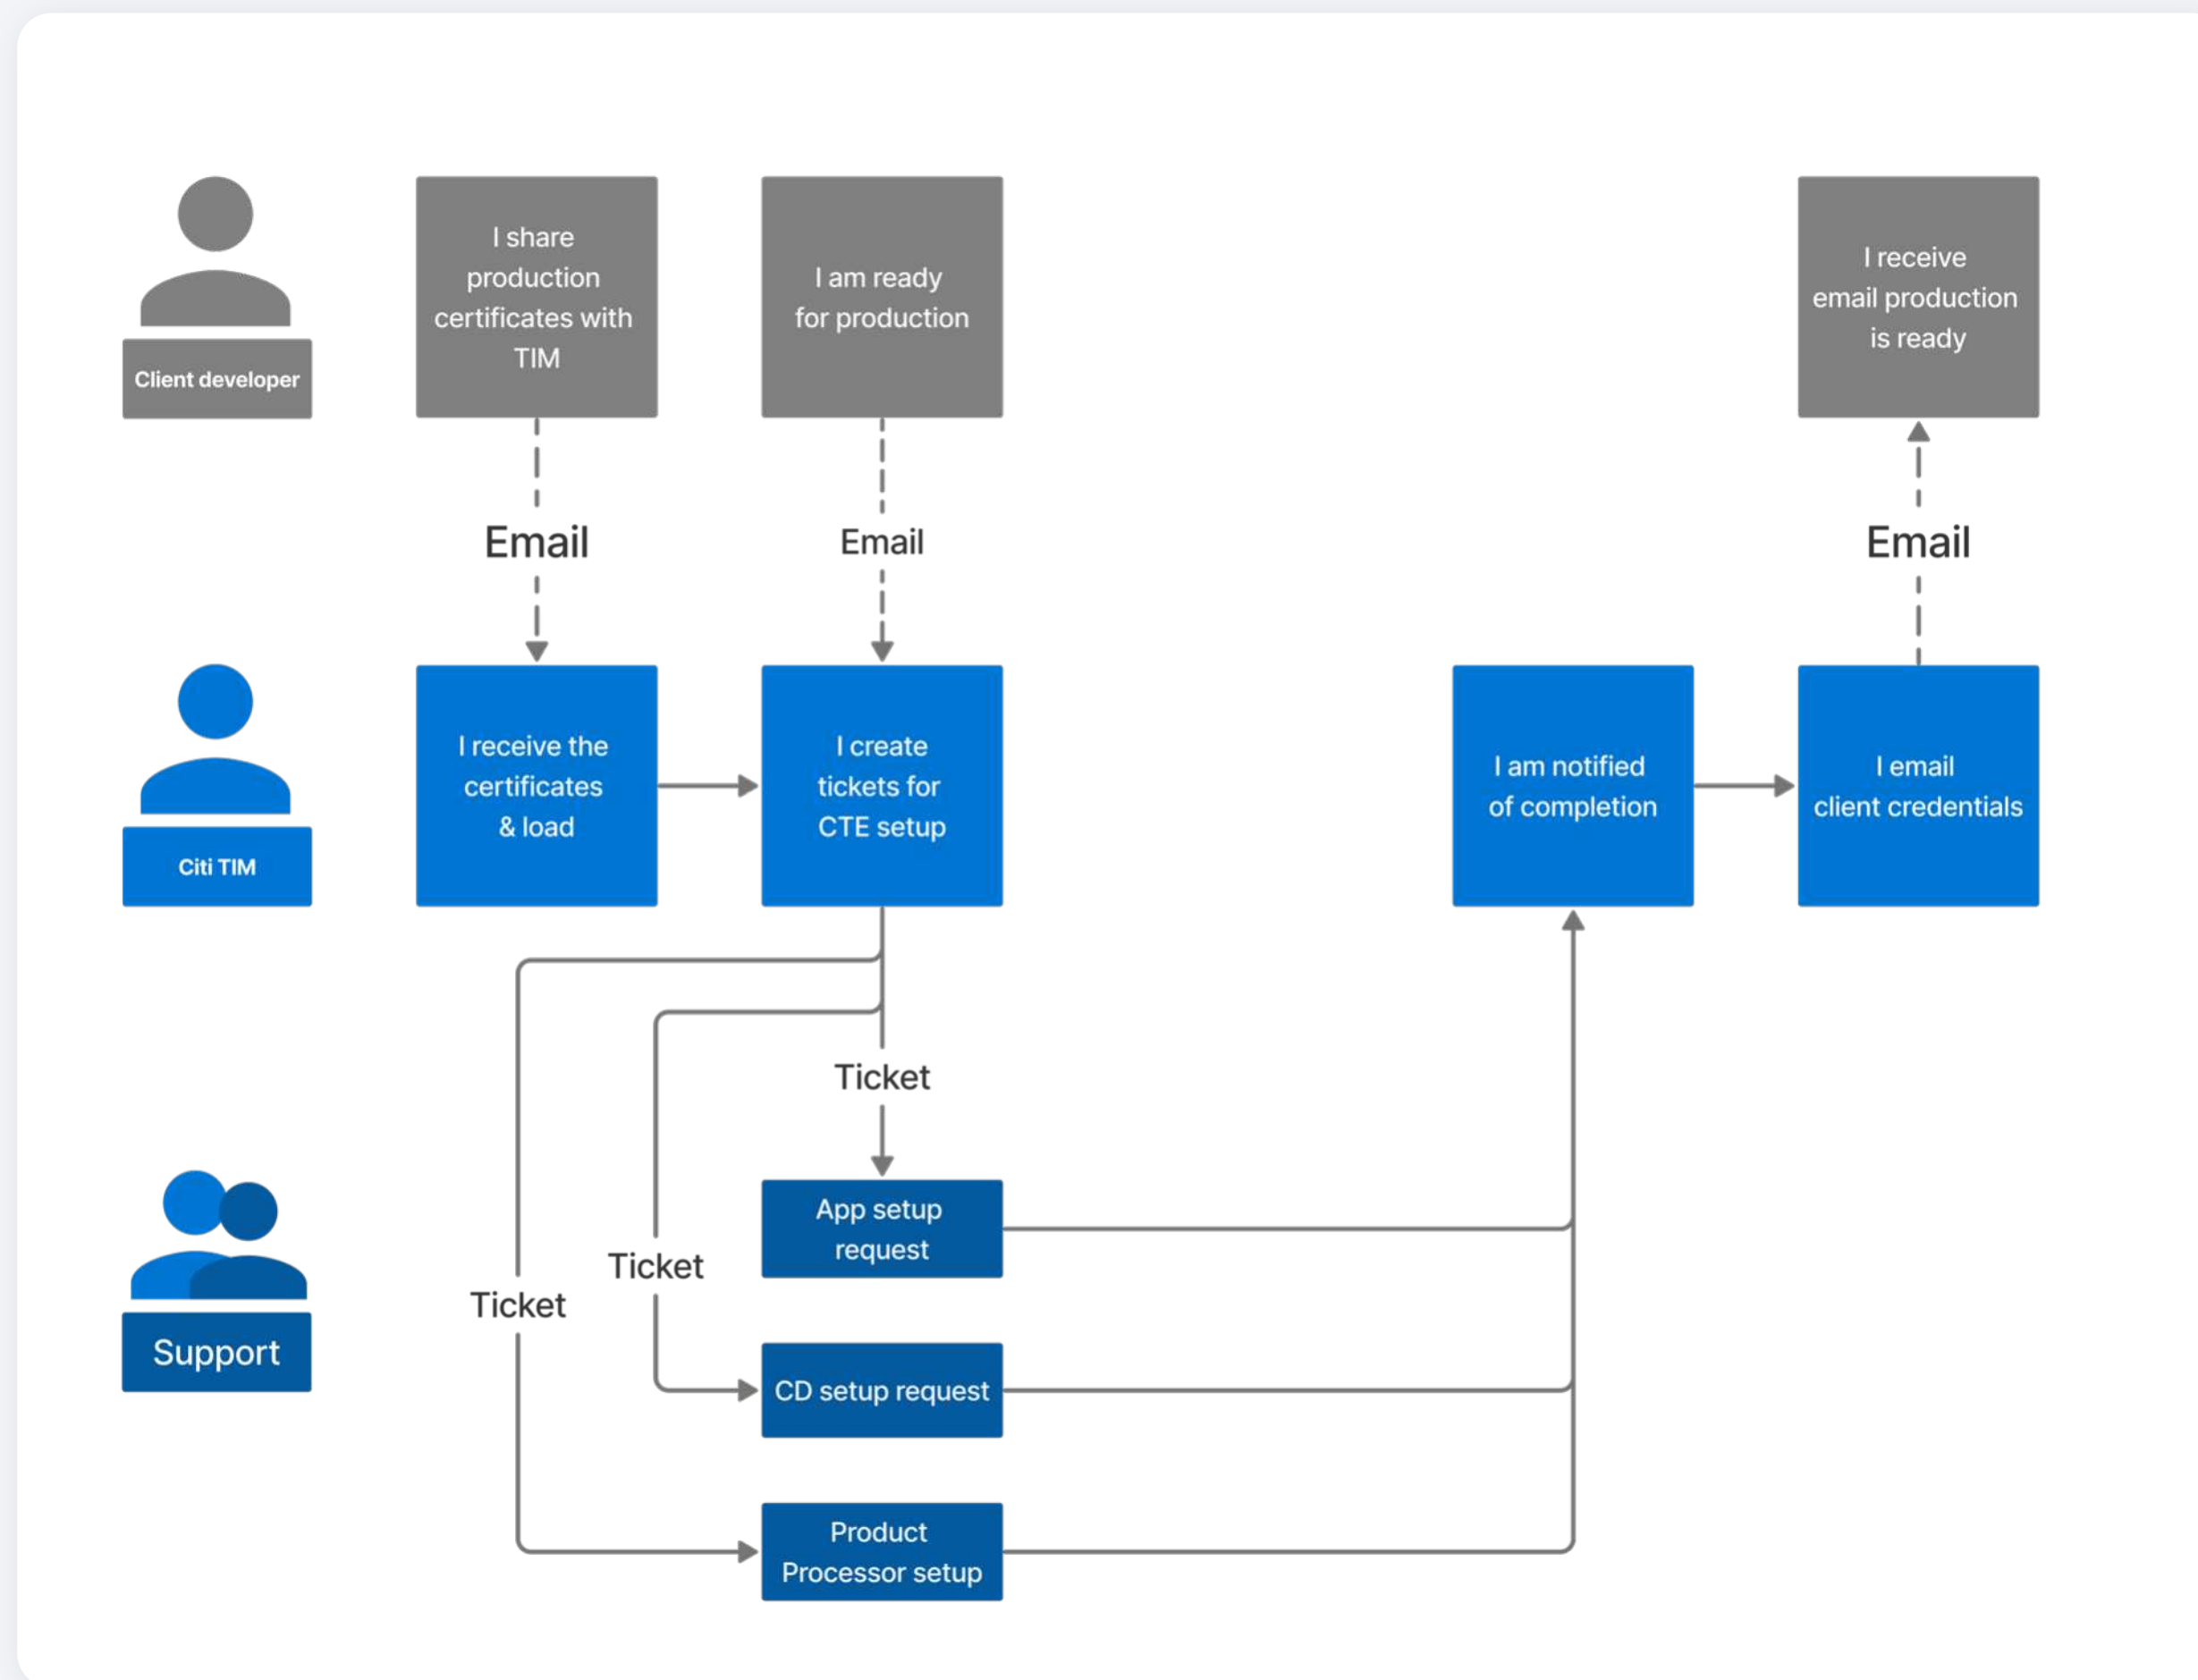 I share
production
certificates with
TIM
I am ready
for production
I receive
email production
is ready
Client developer
Email
Email
Email
I receive the
certificates
& load
I create
tickets for
CTE setup
I am notified
of completion
I email
client credentials
Citi TIM
Ticket
App setup
request
Ticket
Ticket
Support
CD setup request
Product
Processor setup